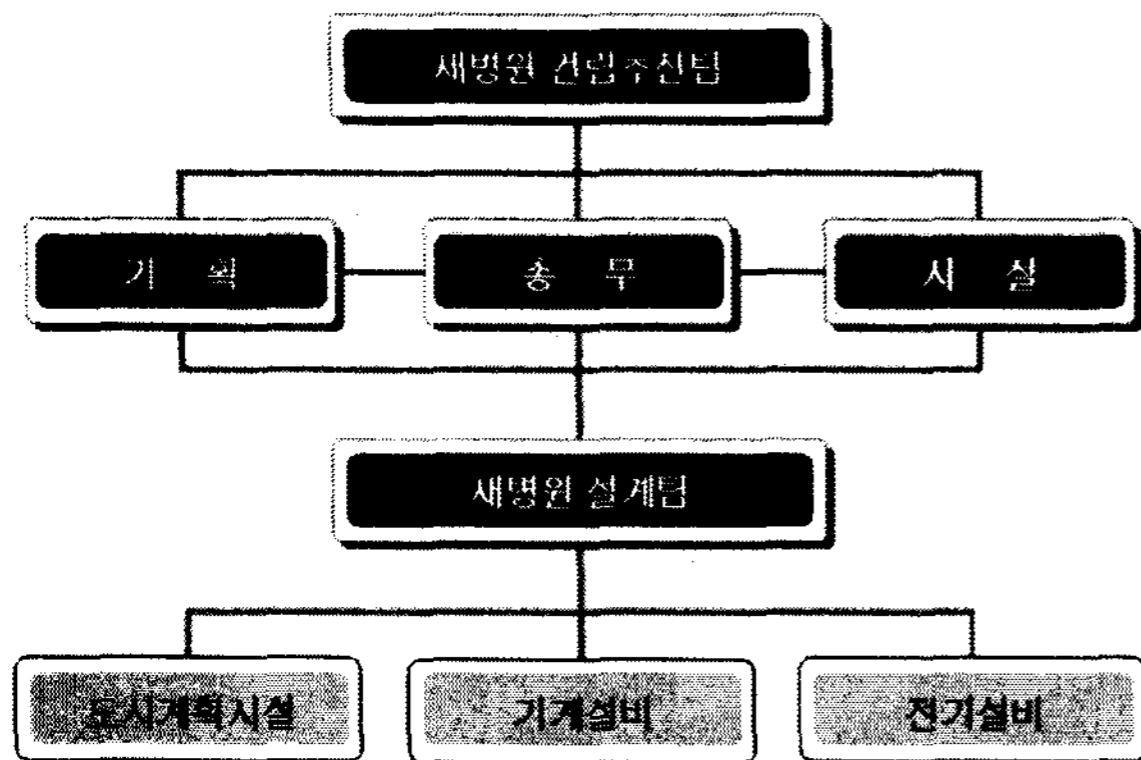 새병원 건립추진팀
기 획
총 무
시 설
새병원 설계팀
도시계획시설
기계설비
전기설비